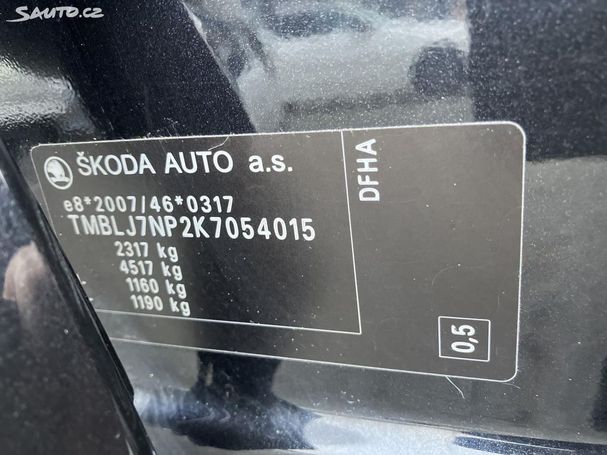 Sauto.cz
ŠKODA AUTO a.s.
e8*2007/46*0317
TMBLJ7NP2K7054015
2317 kg
4517 kg
1160 kg
1190 kg
DFHA
0,5